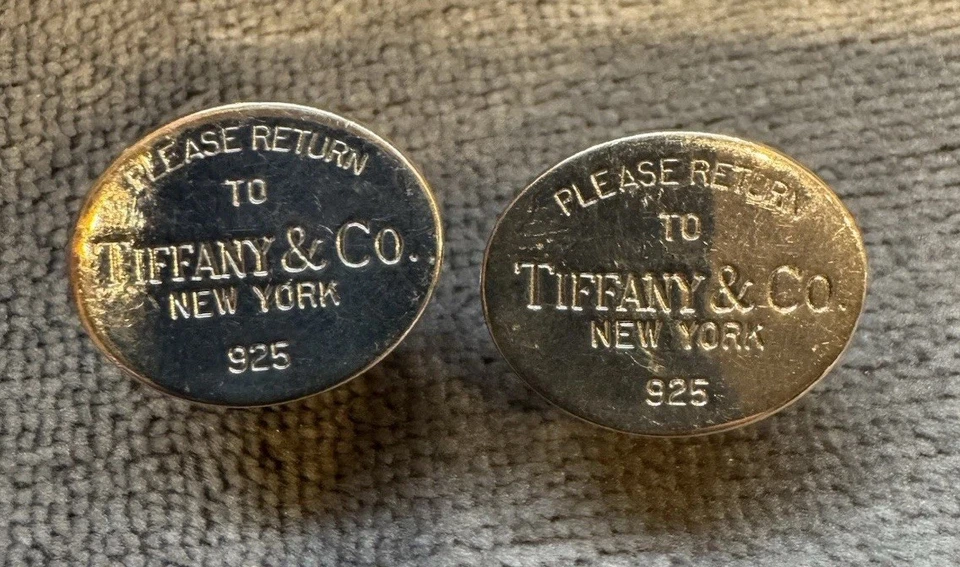 PLEASE RETURN
TO
TIFFANY & CO.
NEW YORK
925
PLEASE RETURN
TO
TIFFANY & CO.
NEW YORK
925